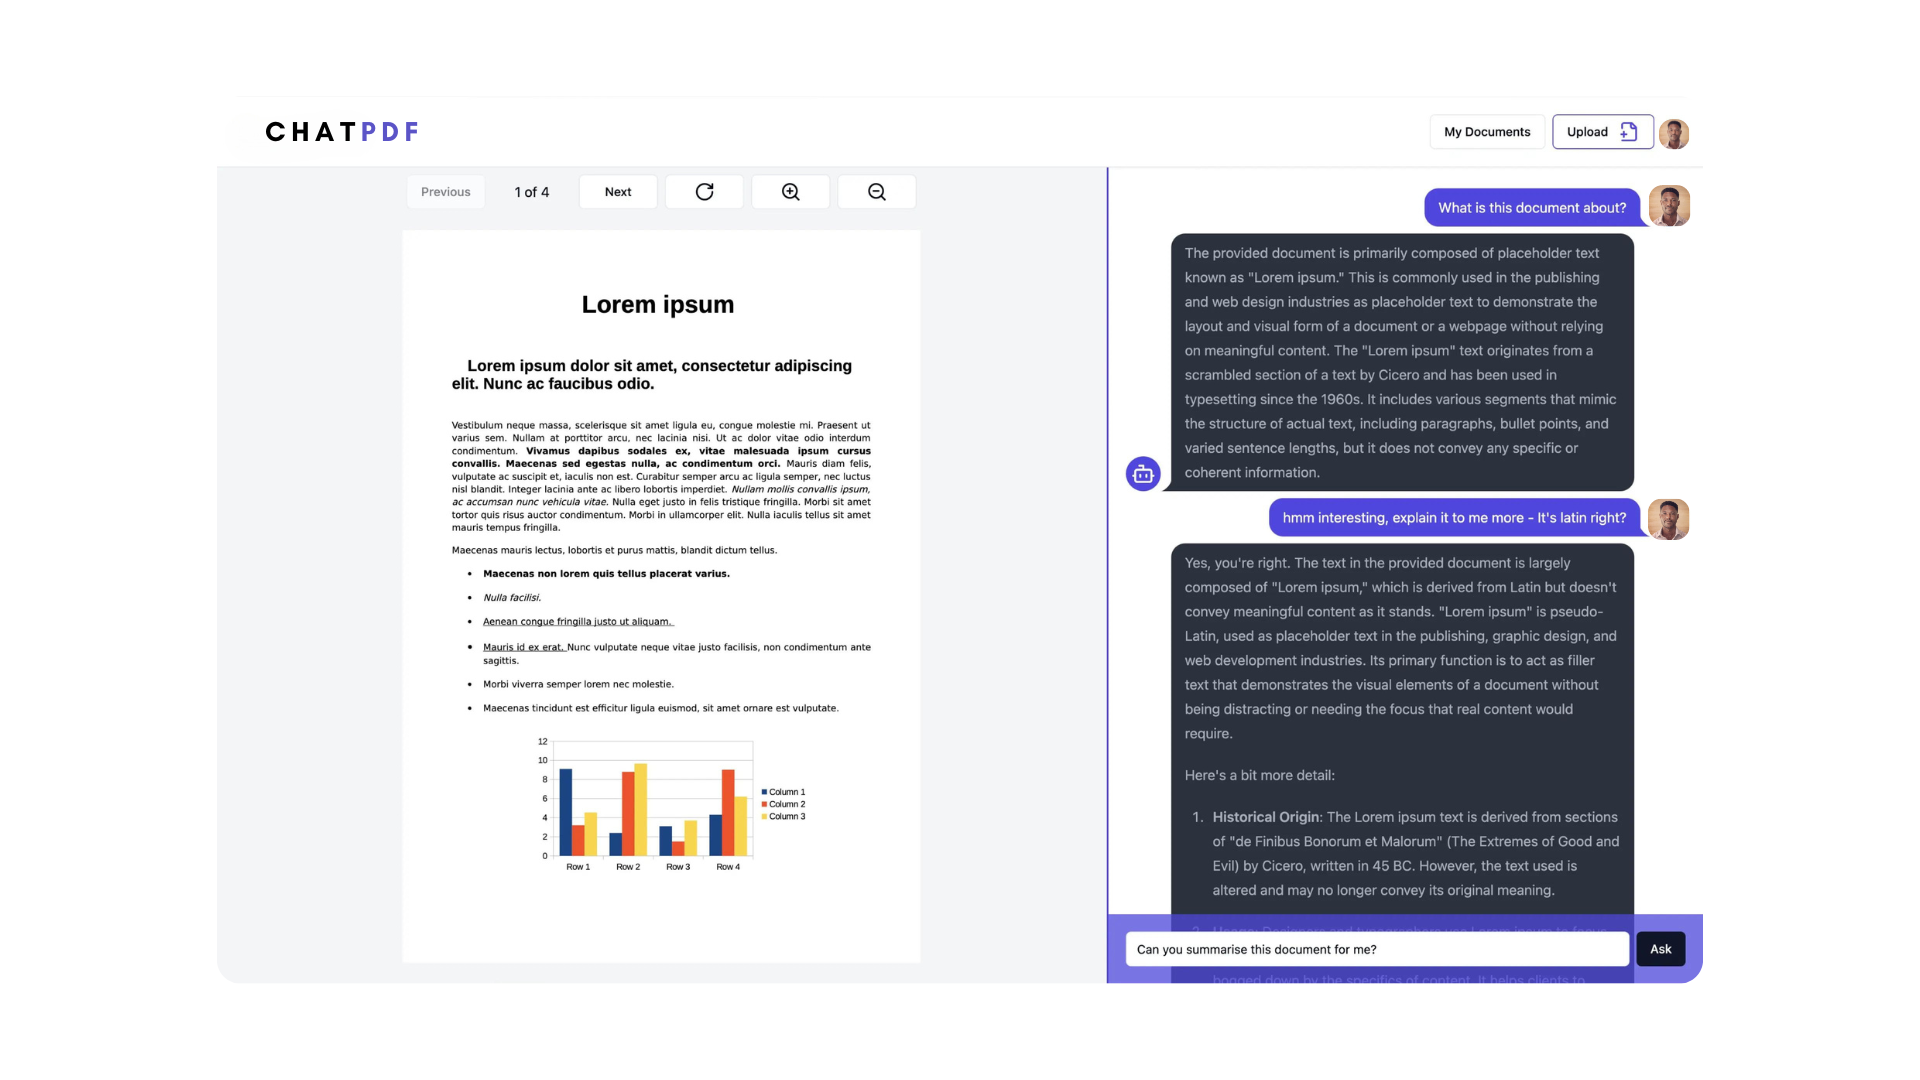 CHATPDF
My Documents
Upload
Previous
1 of 4
Next
Lorem ipsum
Lorem ipsum dolor sit amet, consectetur adipiscing
elit. Nunc ac faucibus odio.
Vestibulum neque massa, scelerisque sit amet ligula eu, congue molestie mi. Praesent ut
varius sem. Nullam at porttitor arcu, nec lacinia nisi. Ut ac dolor vitae odio interdum
condimentum. Vivamus dapibus sodales ex, vitae malesuada ipsum cursus
convallis. Maecenas sed egestas nulla, ac condimentum orci. Mauris diam felis,
vulputate ac suscipit et, iaculis non est. Curabitur semper arcu ac ligula semper, nec luctus
nisl blandit. Integer lacinia ante ac libero lobortis imperdiet. Nullam mollis convallis ipsum,
ac accumsan nunc vehicula vitae. Nulla eget justo in felis tristique fringilla. Morbi sit amet
tortor quis risus auctor condimentum. Morbi in ullamcorper elit. Nulla iaculis tellus sit amet
mauris tempus fringilla.
Maecenas mauris lectus, lobortis et purus mattis, blandit dictum tellus.
• Maecenas non lorem quis tellus placerat varius.
• Nulla facilisi.
• Aenean congue fringilla justo ut aliquam.
• Mauris id ex erat. Nunc vulputate neque vitae justo facilisis, non condimentum ante
sagittis.
• Morbi viverra semper lorem nec molestie.
• Maecenas tincidunt est efficitur ligula euismod, sit amet ornare est vulputate.
12
10
8
6
4
2
0
Row 1
Row 2
Row 3
Row 4
Column 1
Column 2
Column 3
What is this document about?
The provided document is primarily composed of placeholder text
known as "Lorem ipsum." This is commonly used in the publishing
and web design industries as placeholder text to demonstrate the
layout and visual form of a document or a webpage without relying
on meaningful content. The "Lorem ipsum" text originates from a
scrambled section of a text by Cicero and has been used in
typesetting since the 1960s. It includes various segments that mimic
the structure of actual text, including paragraphs, bullet points, and
varied sentence lengths, but it does not convey any specific or
coherent information.
hmm interesting, explain it to me more - It's latin right?
Yes, you're right. The text in the provided document is largely
composed of "Lorem ipsum," which is derived from Latin but doesn't
convey meaningful content as it stands. "Lorem ipsum" is pseudo-
Latin, used as placeholder text in the publishing, graphic design, and
web development industries. Its primary function is to act as filler
text that demonstrates the visual elements of a document without
being distracting or needing the focus that real content would
require.
Here's a bit more detail:
1. Historical Origin: The Lorem ipsum text is derived from sections
of "de Finibus Bonorum et Malorum" (The Extremes of Good and
Evil) by Cicero, written in 45 BC. However, the text used is
altered and may no longer convey its original meaning.
2. Usage: Designers and typographers use Lorem ipsum to focus
Can you summarise this document for me?
Ask
bogged down by the specifics of content. It helps clients to